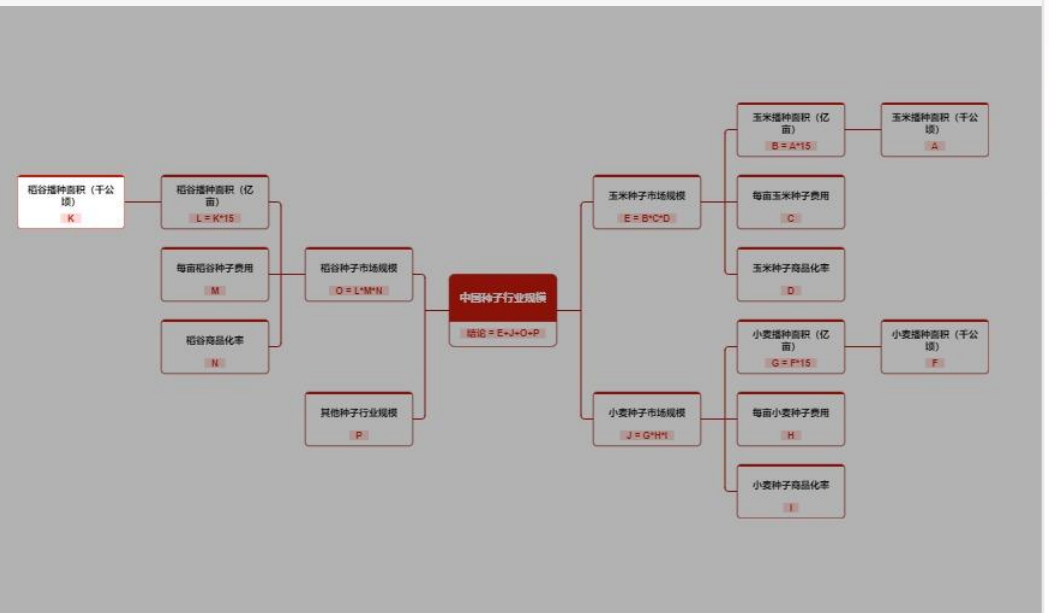 稻谷播种面积（千公
顷）
K
稻谷播种面积（亿
亩）
L = K*15
每亩稻谷种子费用
M
稻谷商品化率
N
稻谷种子市场规模
O = L*M*N
其他种子行业规模
P
中国种子行业规模
结论 = E+J+O+P
玉米种子市场规模
E = B*C*D
玉米播种面积（亿
亩）
B = A*15
玉米播种面积（千公
顷）
A
每亩玉米种子费用
C
玉米种子商品化率
D
小麦种子市场规模
J = G*H*I
小麦播种面积（亿
亩）
G = F*15
小麦播种面积（千公
顷）
F
每亩小麦种子费用
H
小麦种子商品化率
I